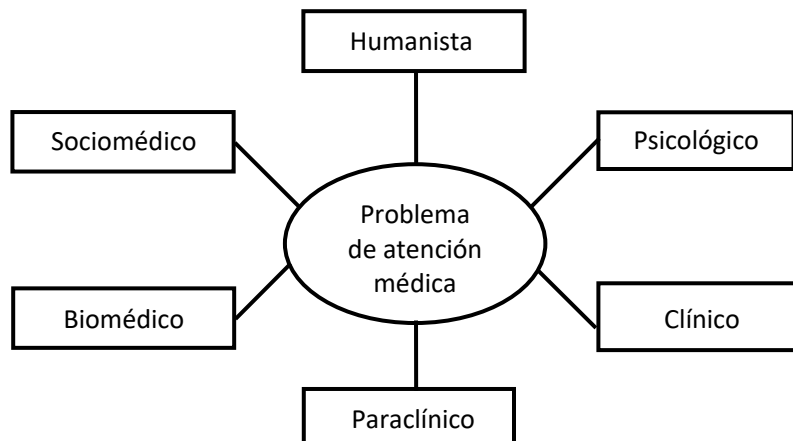 Humanista
Sociomédico
Psicológico
Problema
de atención
médica
Biomédico
Clínico
Paraclínico